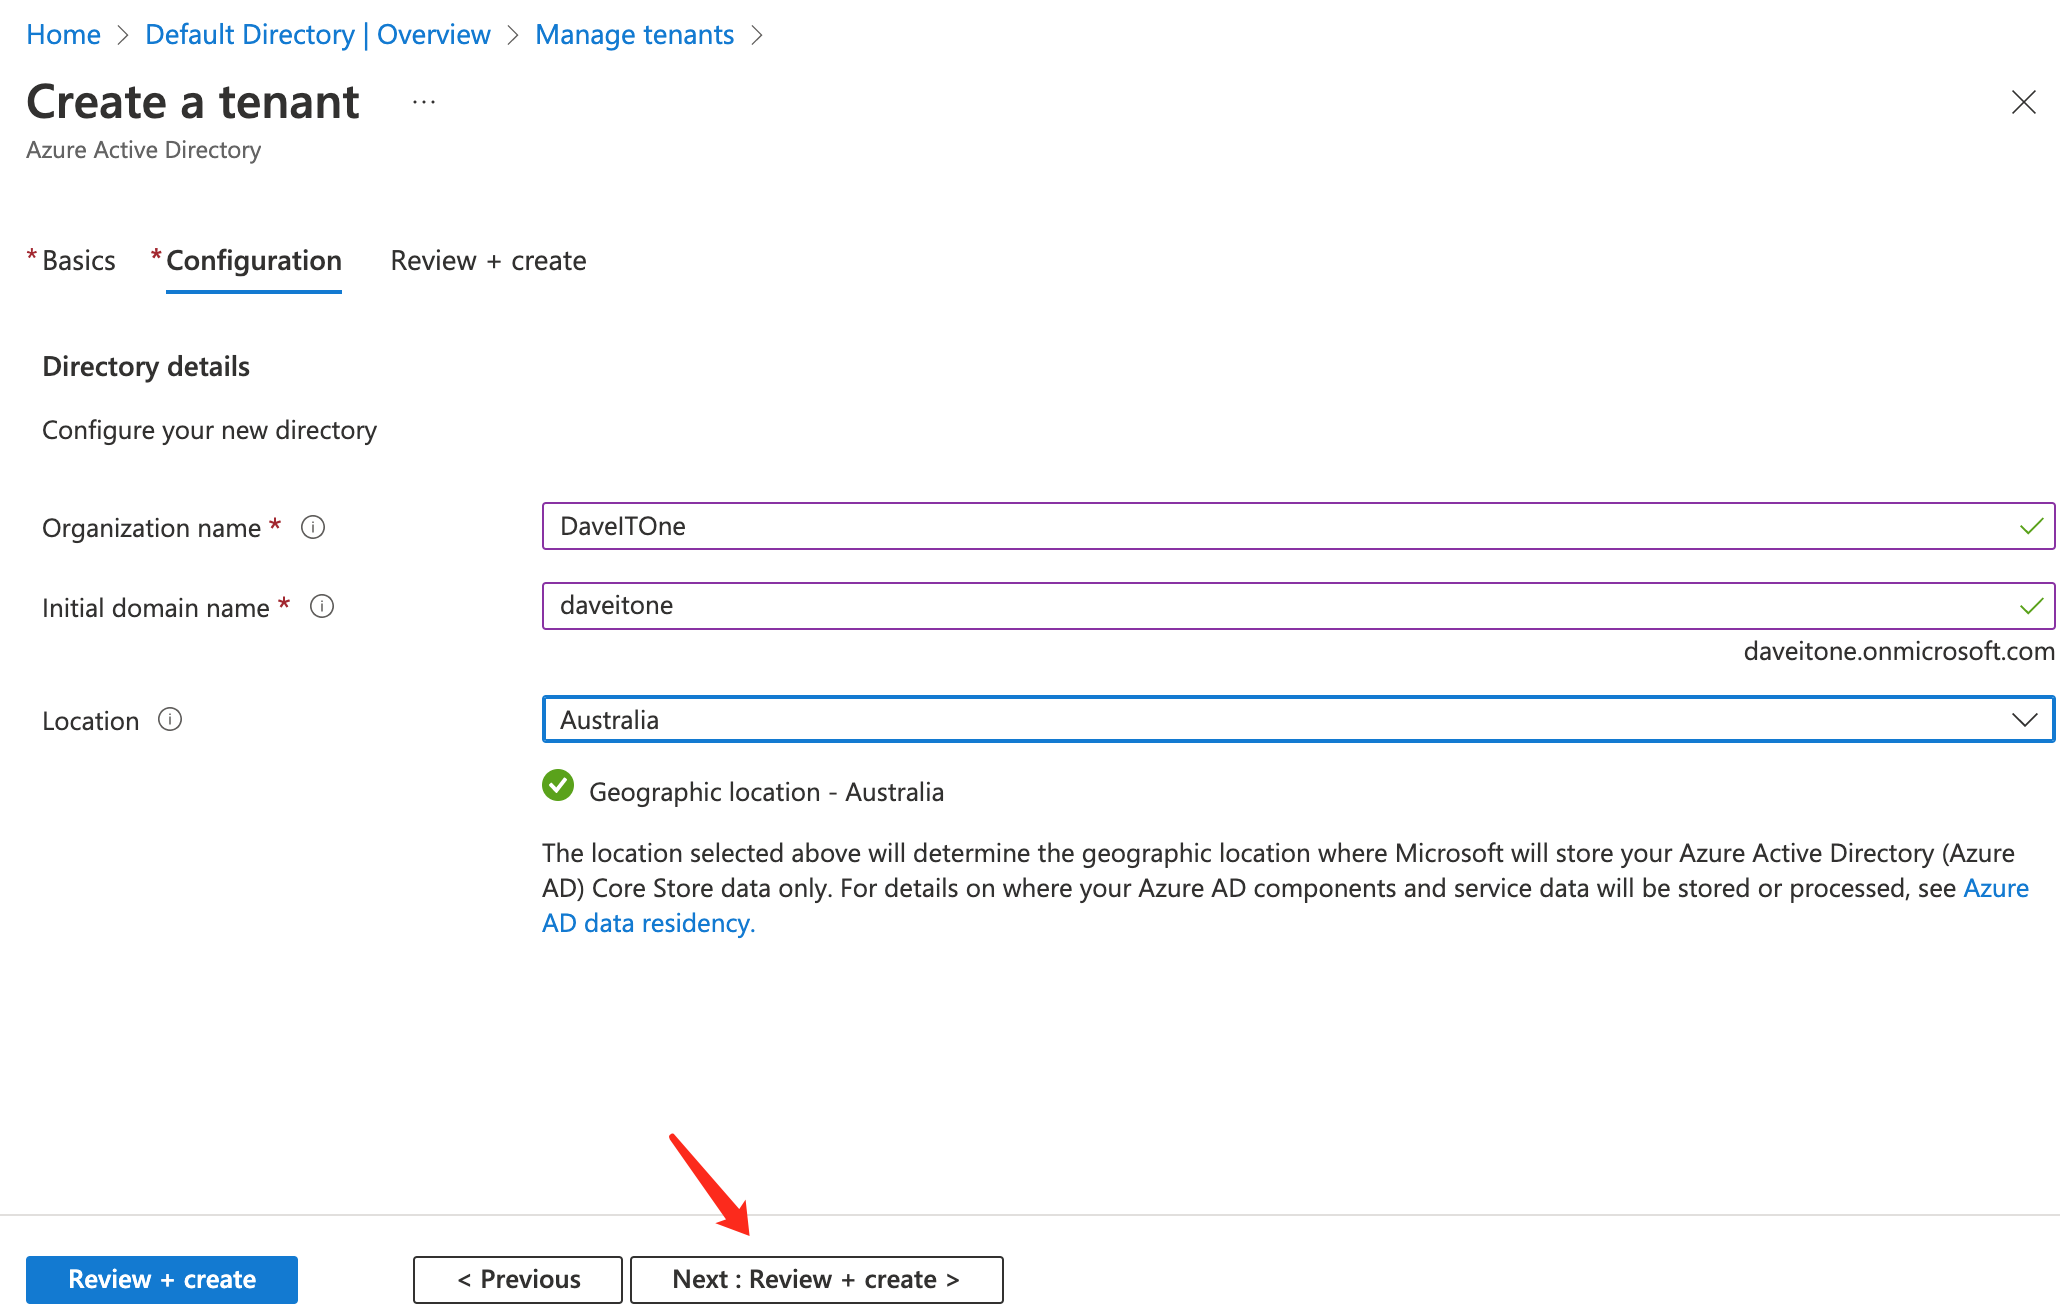 Home > Default Directory | Overview > Manage tenants >
Create a tenant ...
Azure Active Directory
* Basics * Configuration Review + create
Directory details
Configure your new directory
Organization name * DaveITOne
Initial domain name * daveitone
daveitone.onmicrosoft.com
Location Australia
Geographic location - Australia
The location selected above will determine the geographic location where Microsoft will store your Azure Active Directory (Azure
AD) Core Store data only. For details on where your Azure AD components and service data will be stored or processed, see Azure
AD data residency.
Review + create < Previous Next : Review + create >